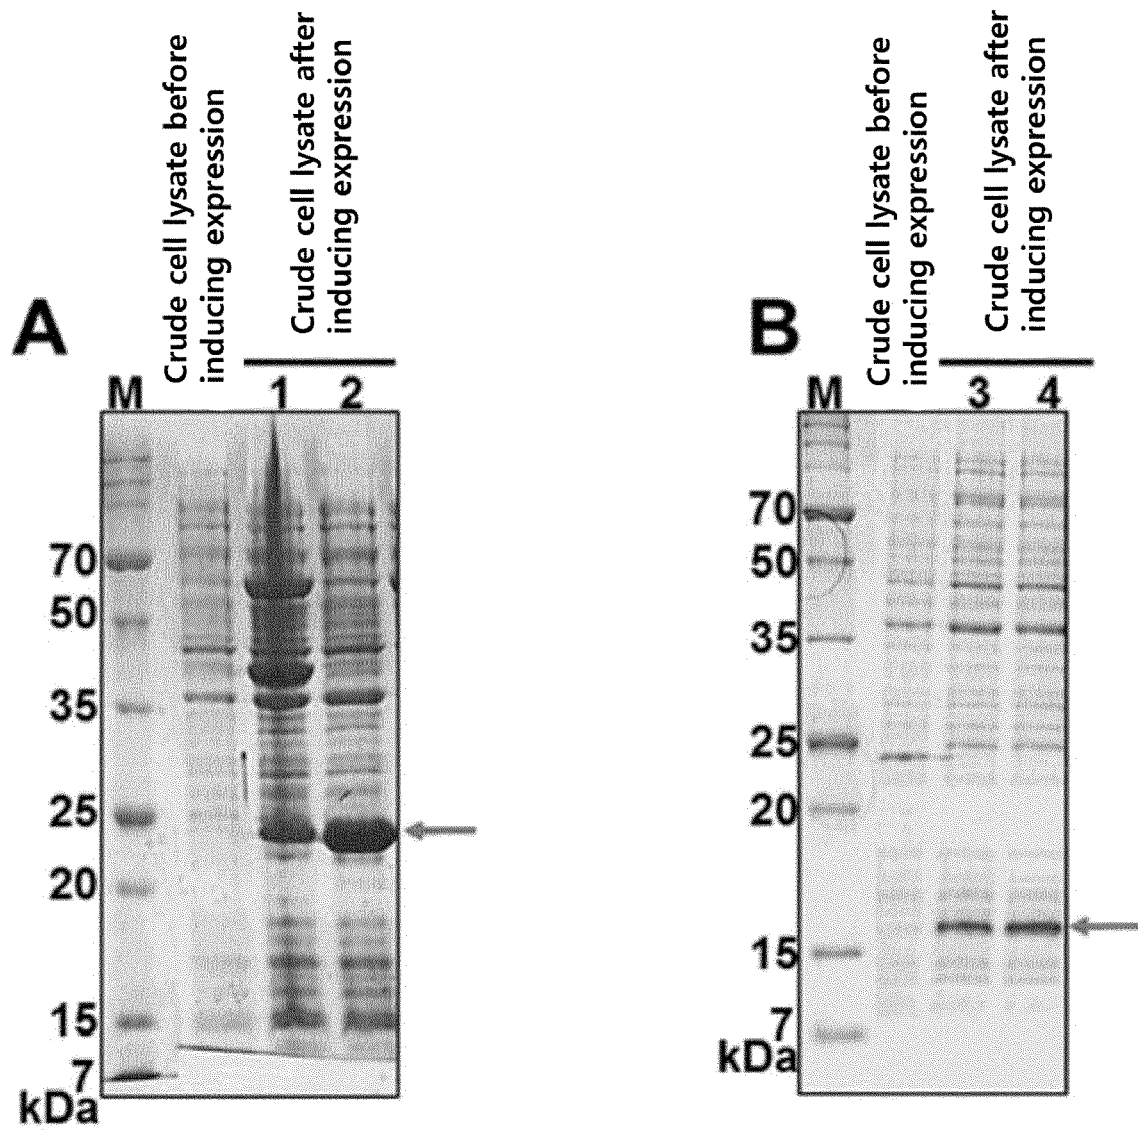 A
Crude cell lysate before
inducing expression
Crude cell lysate after
inducing expression
M
1
2
70
50
35
25
20
15
7
kDa
B
Crude cell lysate before
inducing expression
Crude cell lysate after
inducing expression
M
3
4
70
50
35
25
20
15
7
kDa